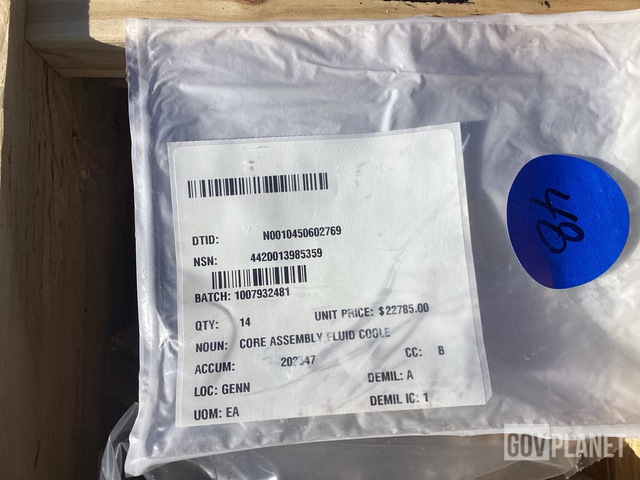 DTID: N0010450602769
NSN: 4420013985359
BATCH: 1007932481
QTY: 14 UNIT PRICE: $22785.00
NOUN: CORE ASSEMBLY FLUID COOLE
ACCUM: CC: B
LOC: GENN DEMIL: A
UOM: EA DEMIL IC: 1
48
GOVPLANET